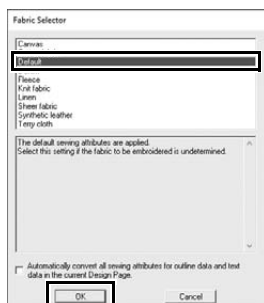 Fabric Selector
Canvas
Default
Fleece
Knit fabric
Linen
Sheer fabric
Synthetic leather
Terry cloth
The default sewing attributes are applied.
Select this setting if the fabric to be embroidered is undetermined.
Automatically convert all sewing attributes for outline data and text
data in the current Design Page.
OK
Cancel